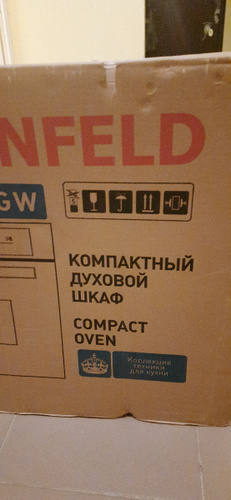 NFELD
GW
КОМПАКТНЫЙ
ДУХОВОЙ
ШКАФ
COMPACT
OVEN
Коллекция
техники
для кухни